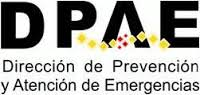 DPAE
Dirección de Prevención
y Atención de Emergencias